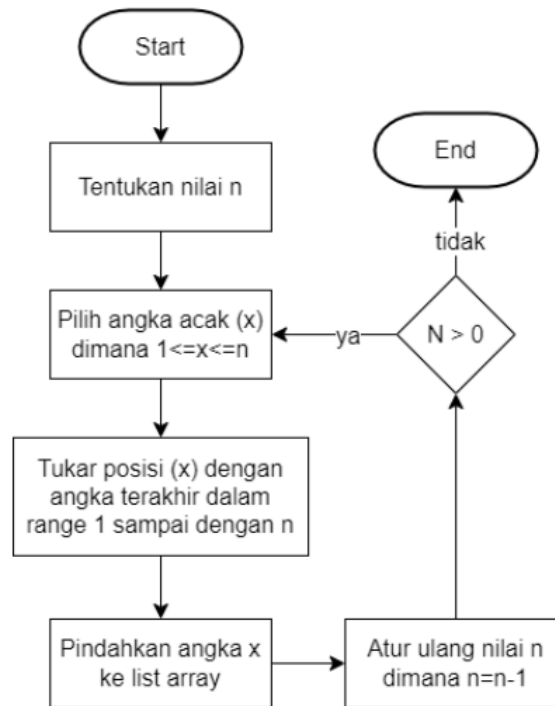 Start
Tentukan nilai n
Pilih angka acak (x)
dimana 1<=x<=n
Tukar posisi (x) dengan
angka terakhir dalam
range 1 sampai dengan n
Pindahkan angka x
ke list array
Atur ulang nilai n
dimana n=n-1
N > 0
ya
tidak
End